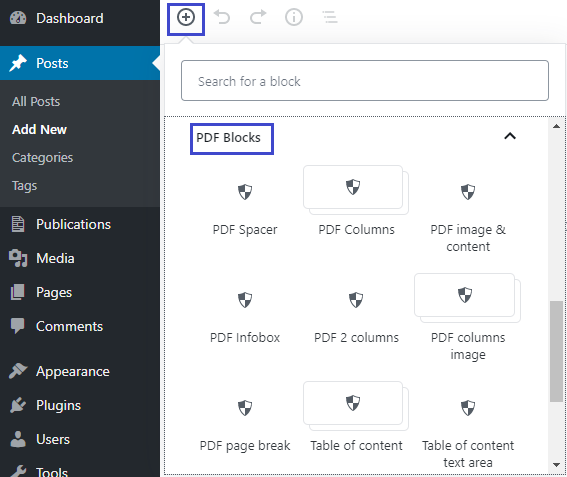 Dashboard
Posts
All Posts
Add New
Categories
Tags
Publications
Media
Pages
Comments
Appearance
Plugins
Users
Tools
Search for a block
PDF Blocks
PDF Spacer
PDF Columns
PDF image &
content
PDF Infobox
PDF 2 columns
PDF columns
image
PDF page break
Table of content
Table of content
text area